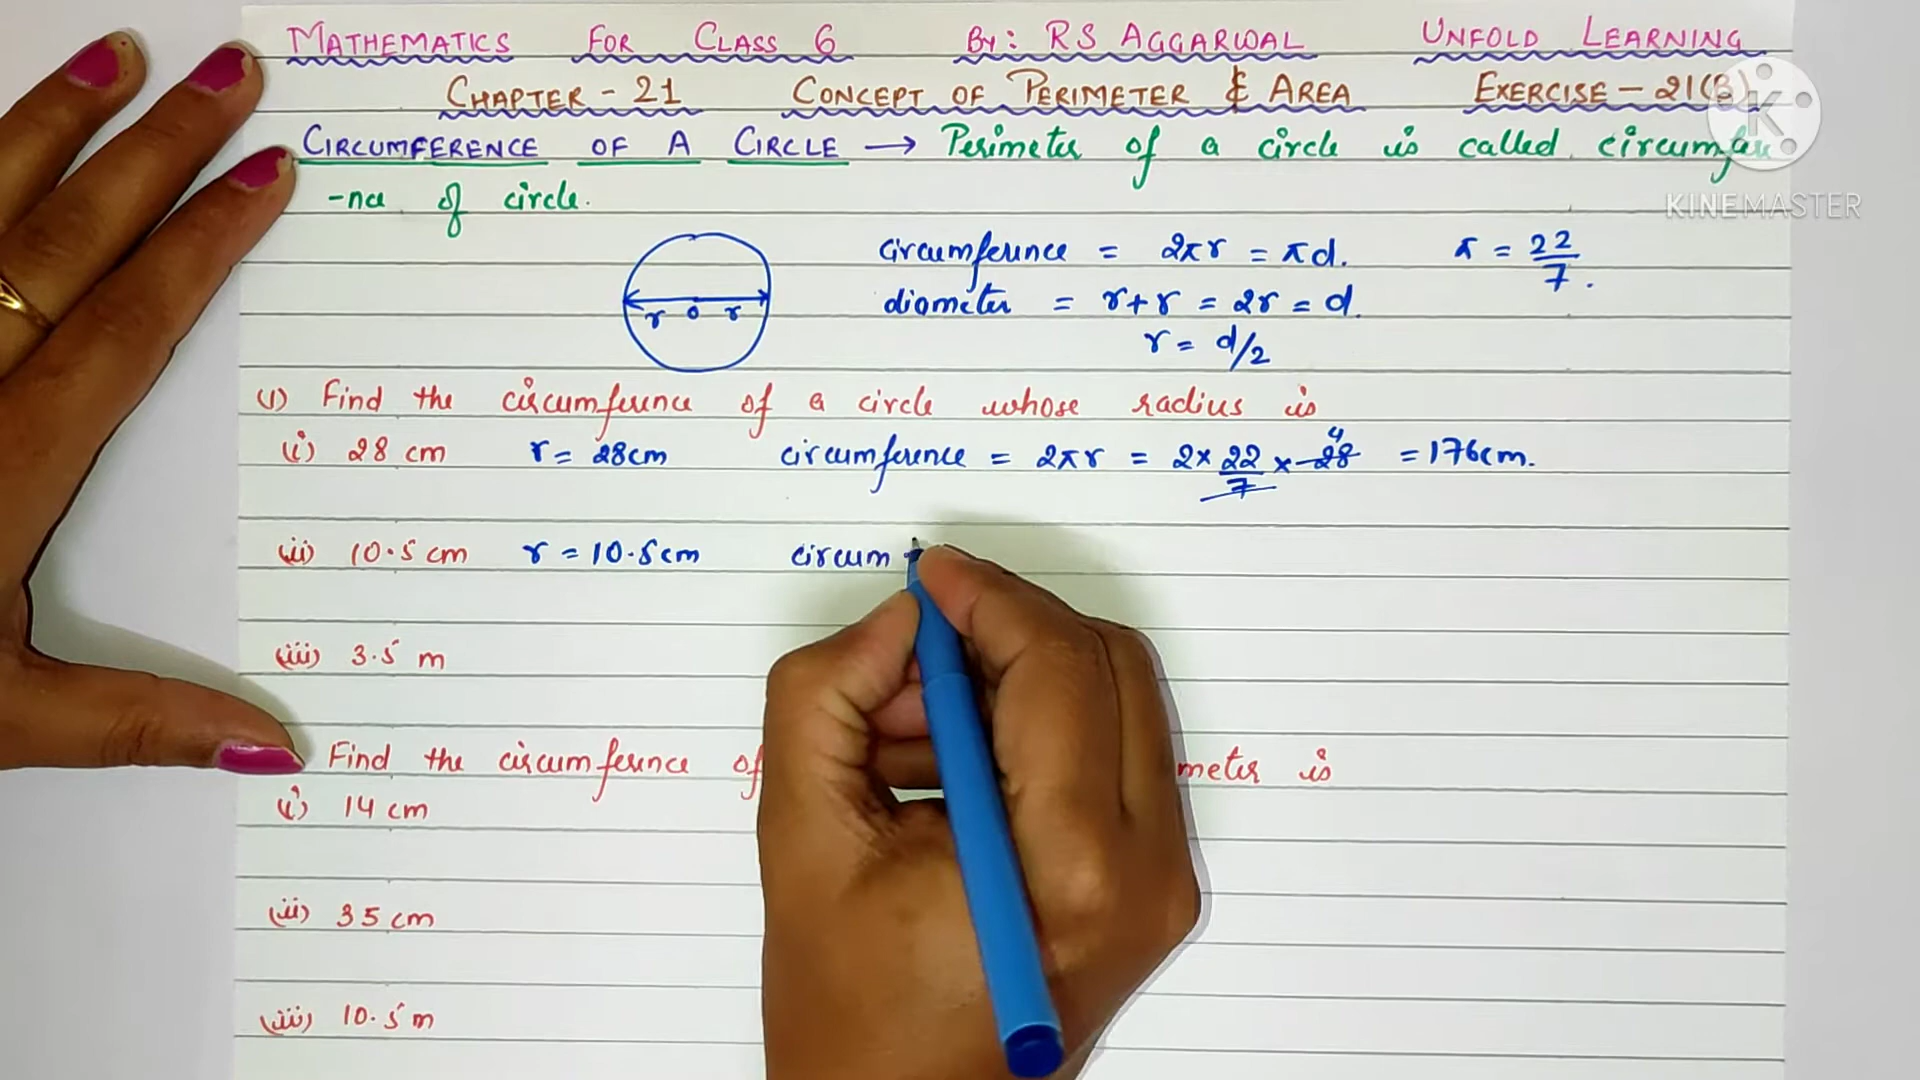 MATHEMATICS FOR CLASS 6 BY: RS AGGARWAL UNFOLD LEARNING
CHAPTER - 21 CONCEPT OF PERIMETER & AREA EXERCISE - 21(B)
CIRCUMFERENCE OF A CIRCLE → Perimeter of a circle is called circumfere
-nce of circle.
KINEMASTER
circumference = 2πr = πd. π = 22/7.
diameter = r+r = 2r = d.
r o r
r = d/2
(1) Find the circumference of a circle whose radius is
(i) 28 cm r = 28cm circumference = 2πr = 2 × 22/7 × 28 4 = 176cm.
(ii) 10.5 cm r = 10.5cm circum
(iii) 3.5 m
Find the circumference of meter is
(i) 14 cm
(ii) 35 cm
(iii) 10.5 m